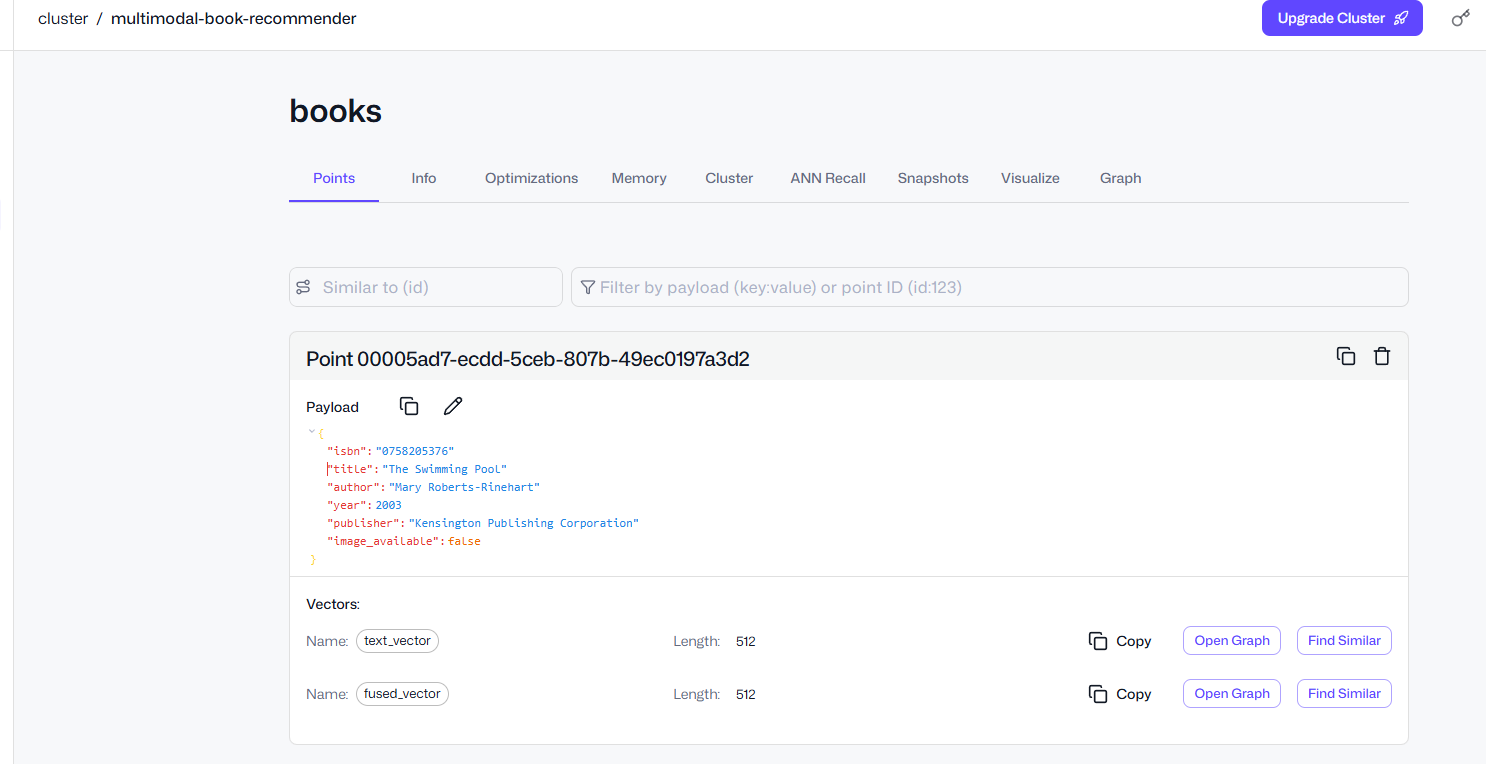 cluster / multimodal-book-recommender
Upgrade Cluster
books
Points Info Optimizations Memory Cluster ANN Recall Snapshots Visualize Graph
Similar to (id)
Filter by payload (key:value) or point ID (id:123)
Point 00005ad7-ecdd-5ceb-807b-49ec0197a3d2
Payload
{
"isbn": "0758205376"
"title": "The Swimming Pool"
"author": "Mary Roberts-Rinehart"
"year": 2003
"publisher": "Kensington Publishing Corporation"
"image_available": false
}
Vectors:
Name: text_vector Length: 512 Copy Open Graph Find Similar
Name: fused_vector Length: 512 Copy Open Graph Find Similar